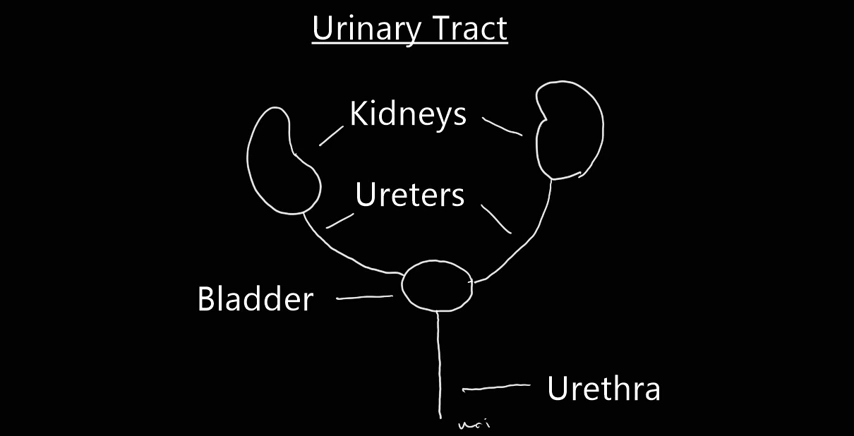 Urinary Tract
Kidneys
Ureters
Bladder
Urethra